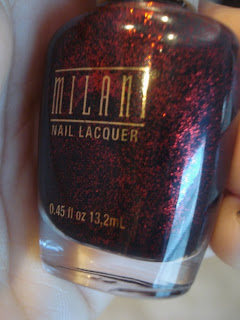 MILANI
NAIL LACQUER
0.45 fl oz 13,2mL